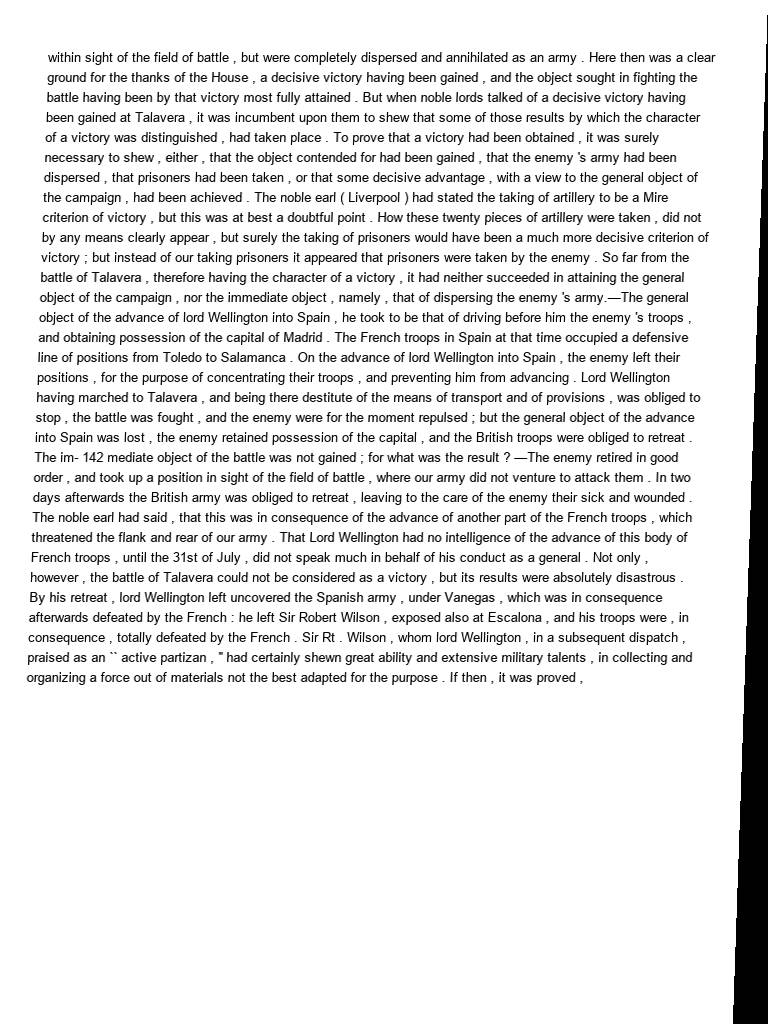 within sight of the field of battle , but were completely dispersed and annihilated as an army . Here then was a clear
ground for the thanks of the House , a decisive victory having been gained , and the object sought in fighting the
battle having been by that victory most fully attained . But when noble lords talked of a decisive victory having
been gained at Talavera , it was incumbent upon them to shew that some of those results by which the character
of a victory was distinguished , had taken place . To prove that a victory had been obtained , it was surely
necessary to shew , either , that the object contended for had been gained , that the enemy 's army had been
dispersed , that prisoners had been taken , or that some decisive advantage , with a view to the general object of
the campaign , had been achieved . The noble earl ( Liverpool ) had stated the taking of artillery to be a Mire
criterion of victory , but this was at best a doubtful point . How these twenty pieces of artillery were taken , did not
by any means clearly appear , but surely the taking of prisoners would have been a much more decisive criterion of
victory ; but instead of our taking prisoners it appeared that prisoners were taken by the enemy . So far from the
battle of Talavera , therefore having the character of a victory , it had neither succeeded in attaining the general
object of the campaign , nor the immediate object , namely , that of dispersing the enemy 's army.—The general
object of the advance of lord Wellington into Spain , he took to be that of driving before him the enemy 's troops ,
and obtaining possession of the capital of Madrid . The French troops in Spain at that time occupied a defensive
line of positions from Toledo to Salamanca . On the advance of lord Wellington into Spain , the enemy left their
positions , for the purpose of concentrating their troops , and preventing him from advancing . Lord Wellington
having marched to Talavera , and being there destitute of the means of transport and of provisions , was obliged to
stop , the battle was fought , and the enemy were for the moment repulsed ; but the general object of the advance
into Spain was lost , the enemy retained possession of the capital , and the British troops were obliged to retreat .
The im- 142 mediate object of the battle was not gained ; for what was the result ? —The enemy retired in good
order , and took up a position in sight of the field of battle , where our army did not venture to attack them . In two
days afterwards the British army was obliged to retreat , leaving to the care of the enemy their sick and wounded .
The noble earl had said , that this was in consequence of the advance of another part of the French troops , which
threatened the flank and rear of our army . That Lord Wellington had no intelligence of the advance of this body of
French troops , until the 31st of July , did not speak much in behalf of his conduct as a general . Not only ,
however , the battle of Talavera could not be considered as a victory , but its results were absolutely disastrous .
By his retreat , lord Wellington left uncovered the Spanish army , under Vanegas , which was in consequence
afterwards defeated by the French : he left Sir Robert Wilson , exposed also at Escalona , and his troops were , in
consequence , totally defeated by the French . Sir Rt . Wilson , whom lord Wellington , in a subsequent dispatch ,
praised as an `` active partizan , '' had certainly shewn great ability and extensive military talents , in collecting and
organizing a force out of materials not the best adapted for the purpose . If then , it was proved ,